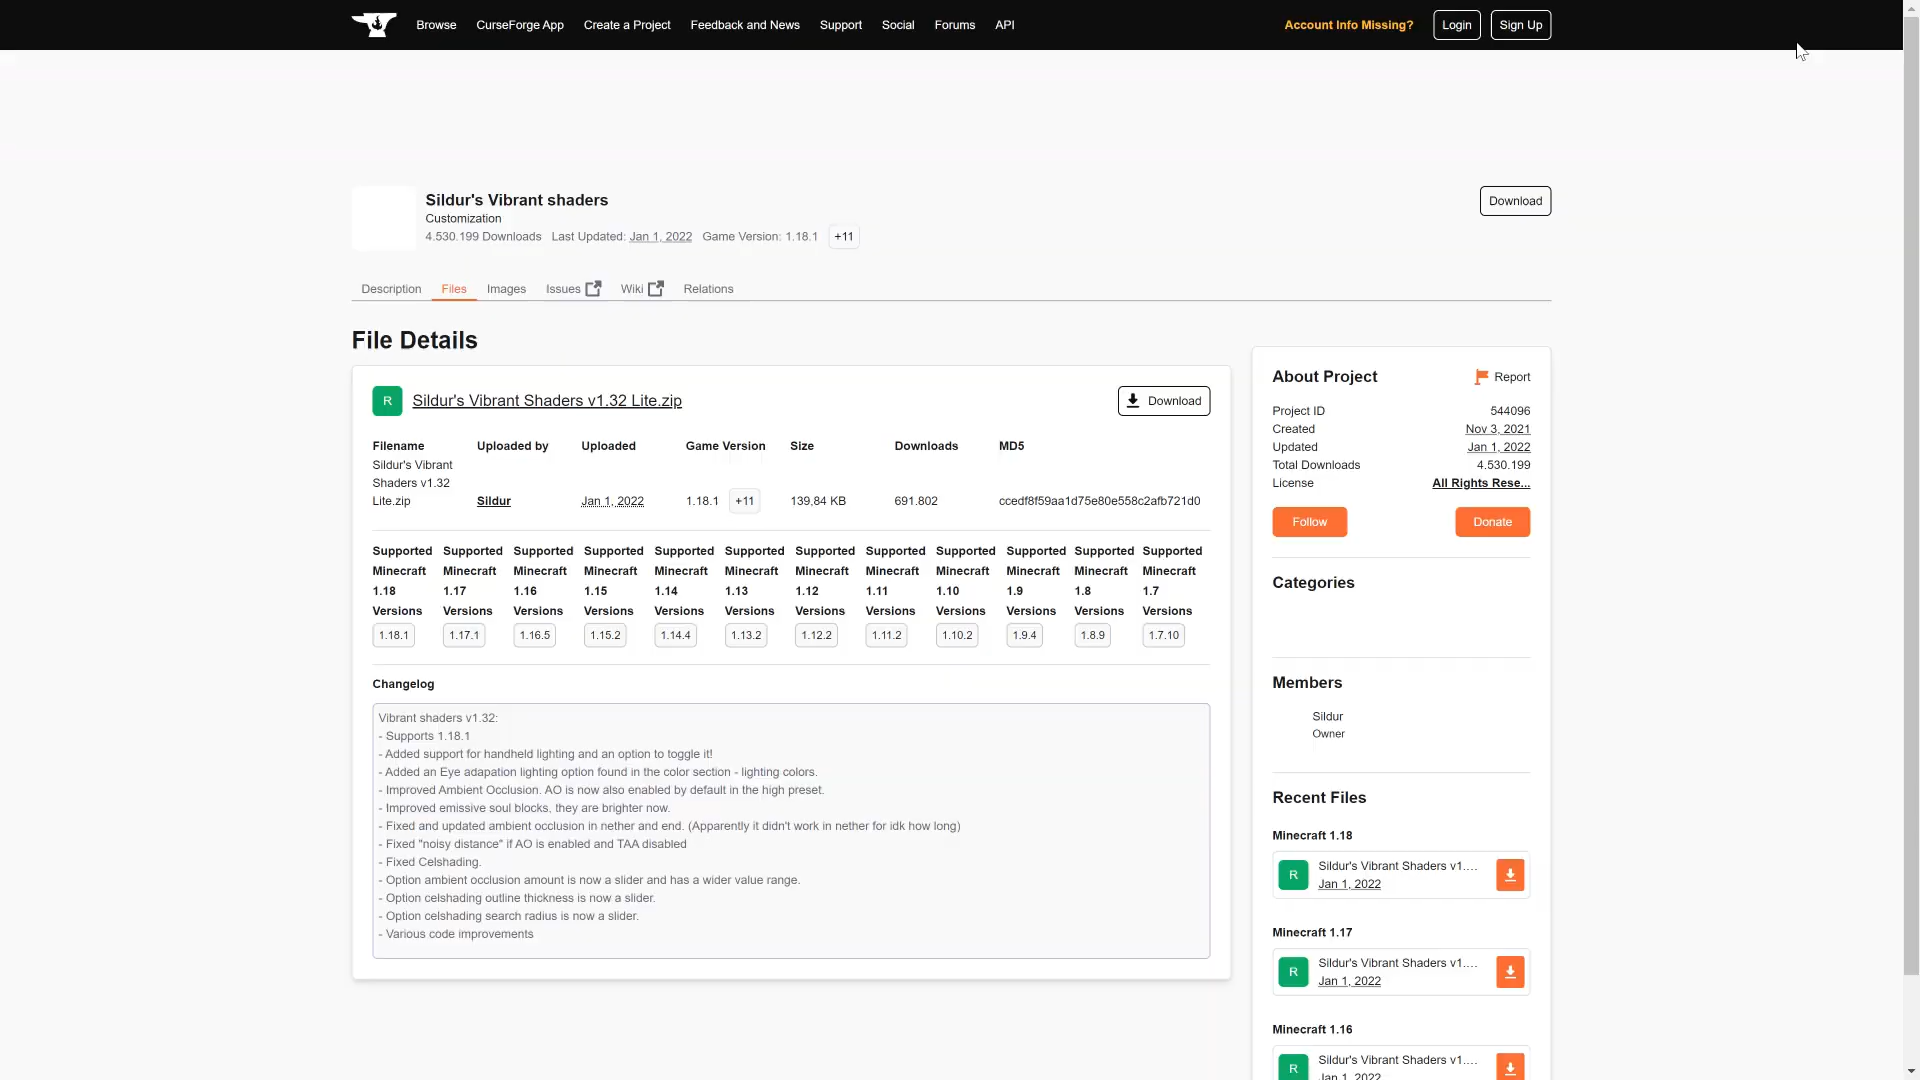 Browse CurseForge App Create a Project Feedback and News Support Social Forums API Account Info Missing? Login Sign Up
Sildur's Vibrant shaders
Download
Customization
4.530.199 Downloads Last Updated: Jan 1, 2022 Game Version: 1.18.1 +11
Description Files Images Issues Wiki Relations
File Details
R Sildur's Vibrant Shaders v1.32 Lite.zip Download
Filename Uploaded by Uploaded Game Version Size Downloads MD5
Sildur's Vibrant
Shaders v1.32
Lite.zip Sildur Jan 1, 2022 1.18.1 +11 139,84 KB 691.802 ccedf8f59aa1d75e80e558c2afb721d0
Supported Supported Supported Supported Supported Supported Supported Supported Supported Supported Supported Supported
Minecraft Minecraft Minecraft Minecraft Minecraft Minecraft Minecraft Minecraft Minecraft Minecraft Minecraft Minecraft
1.18 1.17 1.16 1.15 1.14 1.13 1.12 1.11 1.10 1.9 1.8 1.7
Versions Versions Versions Versions Versions Versions Versions Versions Versions Versions Versions Versions
1.18.1 1.17.1 1.16.5 1.15.2 1.14.4 1.13.2 1.12.2 1.11.2 1.10.2 1.9.4 1.8.9 1.7.10
Changelog
Vibrant shaders v1.32:
- Supports 1.18.1
- Added support for handheld lighting and an option to toggle it!
- Added an Eye adapation lighting option found in the color section - lighting colors.
- Improved Ambient Occlusion. AO is now also enabled by default in the high preset.
- Improved emissive soul blocks, they are brighter now.
- Fixed and updated ambient occlusion in nether and end. (Apparently it didn't work in nether for idk how long)
- Fixed "noisy distance" if AO is enabled and TAA disabled
- Fixed Celshading.
- Option ambient occlusion amount is now a slider and has a wider value range.
- Option celshading outline thickness is now a slider.
- Option celshading search radius is now a slider.
- Various code improvements
About Project Report
Project ID 544096
Created Nov 3, 2021
Updated Jan 1, 2022
Total Downloads 4.530.199
License All Rights Rese...
Follow Donate
Categories
Members
Sildur
Owner
Recent Files
Minecraft 1.18
R Sildur's Vibrant Shaders v1....
Jan 1, 2022
Minecraft 1.17
R Sildur's Vibrant Shaders v1....
Jan 1, 2022
Minecraft 1.16
R Sildur's Vibrant Shaders v1....
Jan 1, 2022